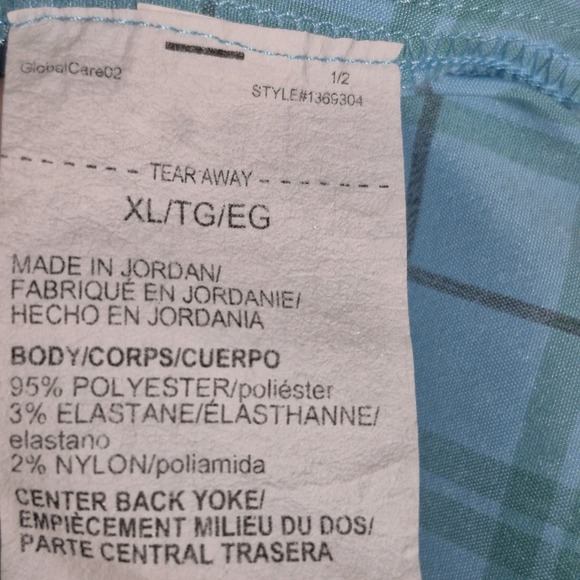 GlobalCare02
1/2
STYLE#1369304
TEAR AWAY
XL/TG/EG
MADE IN JORDAN/
FABRIQUÉ EN JORDANIE/
HECHO EN JORDANIA
BODY/CORPS/CUERPO
95% POLYESTER/poliéster
3% ELASTANE/ÉLASTHANNE/
elastano
2% NYLON/poliamida
CENTER BACK YOKE/
EMPIÈCEMENT MILIEU DU DOS/
PARTE CENTRAL TRASERA